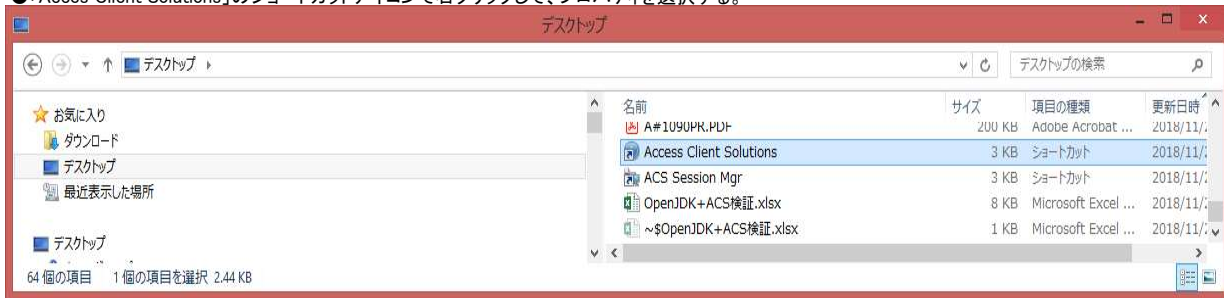 ●「Access Client Solutions」のショートカットアイコンで右クリックして、プロパティを選択する。
デスクトップ
デスクトップ
デスクトップの検索
お気に入り
ダウンロード
デスクトップ
最近表示した場所
デスクトップ
名前 サイズ 項目の種類 更新日時
A#1090PR.PDF 200 KB Adobe Acrobat ... 2018/11/
Access Client Solutions 3 KB ショートカット 2018/11/
ACS Session Mgr 3 KB ショートカット 2018/11/
OpenJDK+ACS検証.xlsx 8 KB Microsoft Excel ... 2018/11/
~$OpenJDK+ACS検証.xlsx 1 KB Microsoft Excel ... 2018/11/
64 個の項目 1 個の項目を選択 2.44 KB